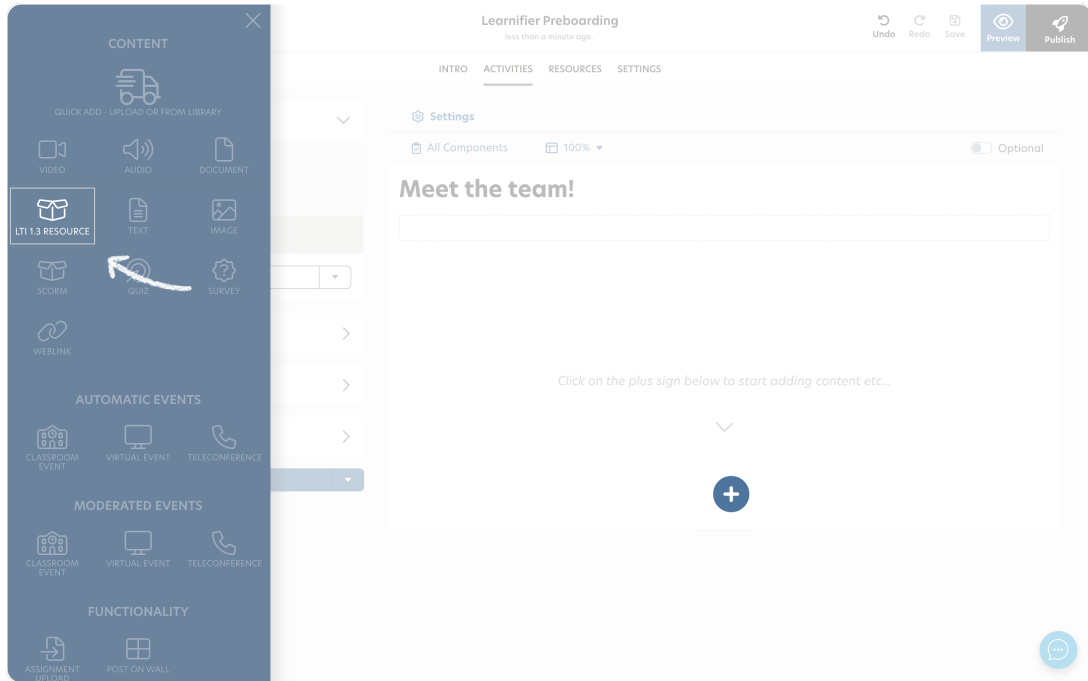 CONTENT
QUICK ADD - UPLOAD OR FROM LIBRARY
VIDEO AUDIO DOCUMENT
LTI 1.3 RESOURCE TEXT IMAGE
SCORM QUIZ SURVEY
WEBLINK
AUTOMATIC EVENTS
CLASSROOM EVENT VIRTUAL EVENT TELECONFERENCE
MODERATED EVENTS
CLASSROOM EVENT VIRTUAL EVENT TELECONFERENCE
FUNCTIONALITY
ASSIGNMENT UPLOAD POST ON WALL
Learnifier Preboarding
less than a minute ago.
Undo Redo Save Preview Publish
INTRO ACTIVITIES RESOURCES SETTINGS
Settings
All Components 100% Optional
Meet the team!
Click on the plus sign below to start adding content etc...